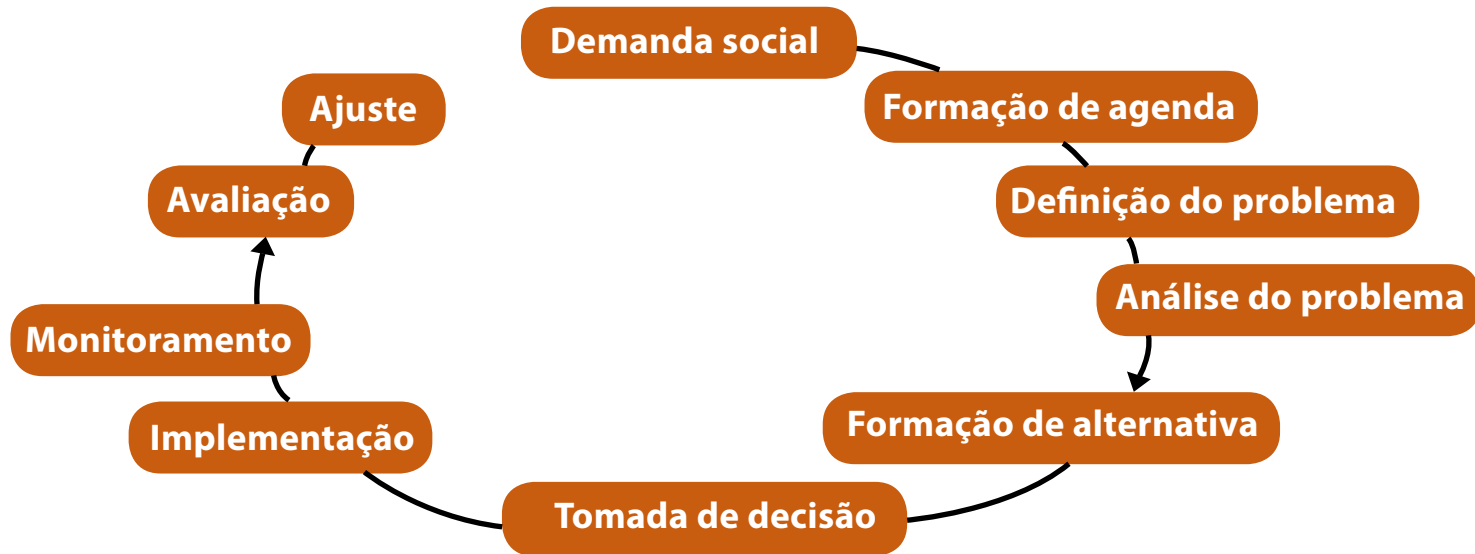 Demanda social
Formação de agenda
Definição do problema
Análise do problema
Formação de alternativa
Tomada de decisão
Implementação
Monitoramento
Avaliação
Ajuste